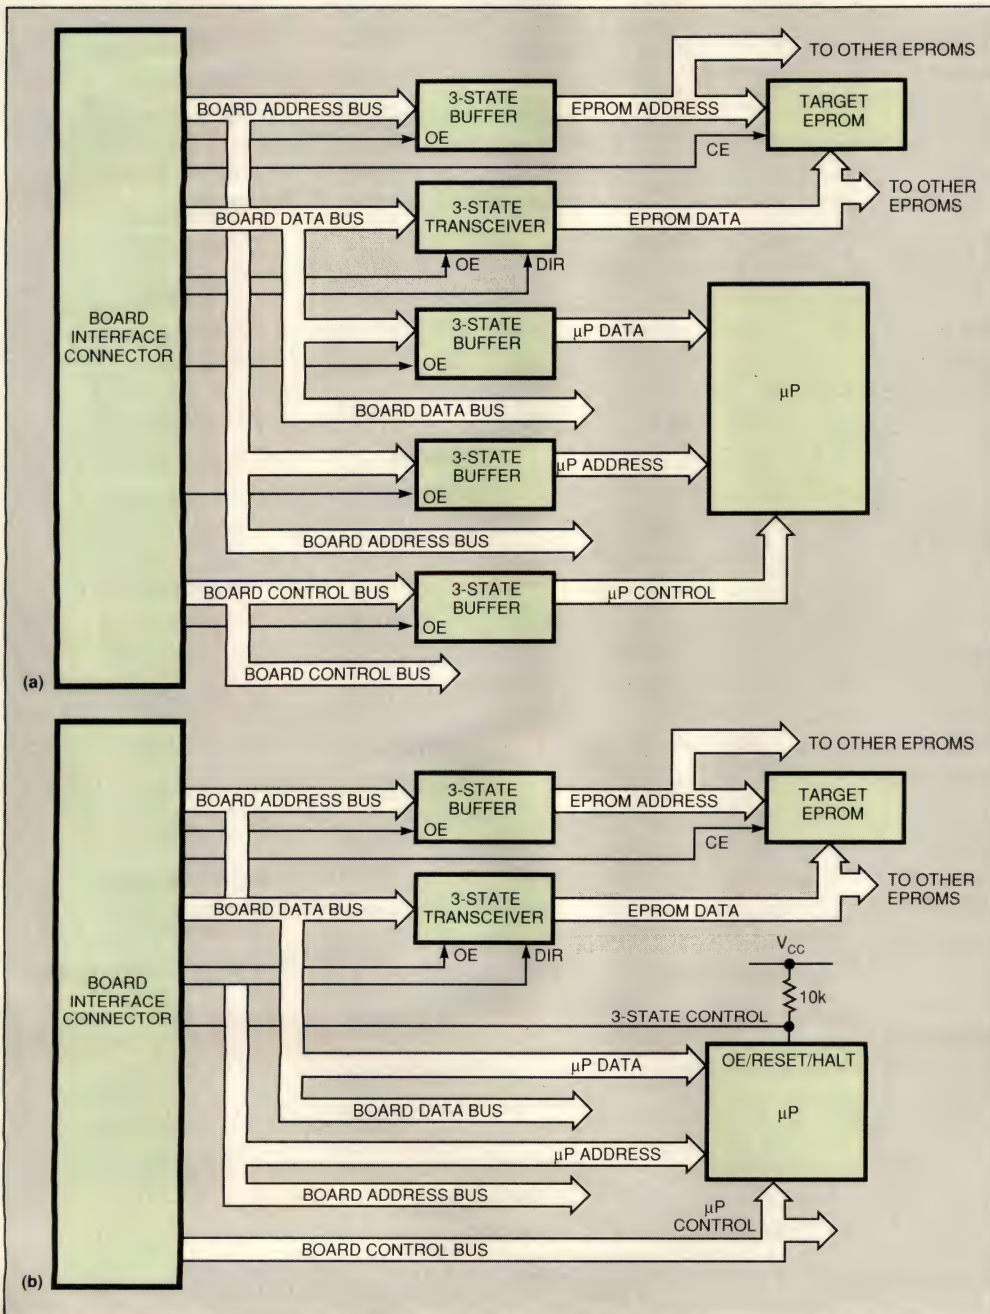 TO OTHER EPROMS
BOARD ADDRESS BUS
3-STATE
BUFFER
OE
EPROM ADDRESS
TARGET
EPROM
CE
BOARD DATA BUS
3-STATE
TRANSCEIVER
EPROM DATA
TO OTHER
EPROMS
OE
DIR
BOARD
INTERFACE
CONNECTOR
3-STATE
BUFFER
OE
μP DATA
μP
BOARD DATA BUS
3-STATE
BUFFER
OE
μP ADDRESS
BOARD ADDRESS BUS
BOARD CONTROL BUS
3-STATE
BUFFER
OE
μP CONTROL
BOARD CONTROL BUS
(a)
TO OTHER EPROMS
BOARD ADDRESS BUS
3-STATE
BUFFER
OE
EPROM ADDRESS
TARGET
EPROM
CE
BOARD DATA BUS
3-STATE
TRANSCEIVER
EPROM DATA
TO OTHER
EPROMS
OE
DIR
VCC
10k
BOARD
INTERFACE
CONNECTOR
3-STATE CONTROL
OE/RESET/HALT
μP
μP DATA
BOARD DATA BUS
μP ADDRESS
BOARD ADDRESS BUS
μP
CONTROL
BOARD CONTROL BUS
(b)